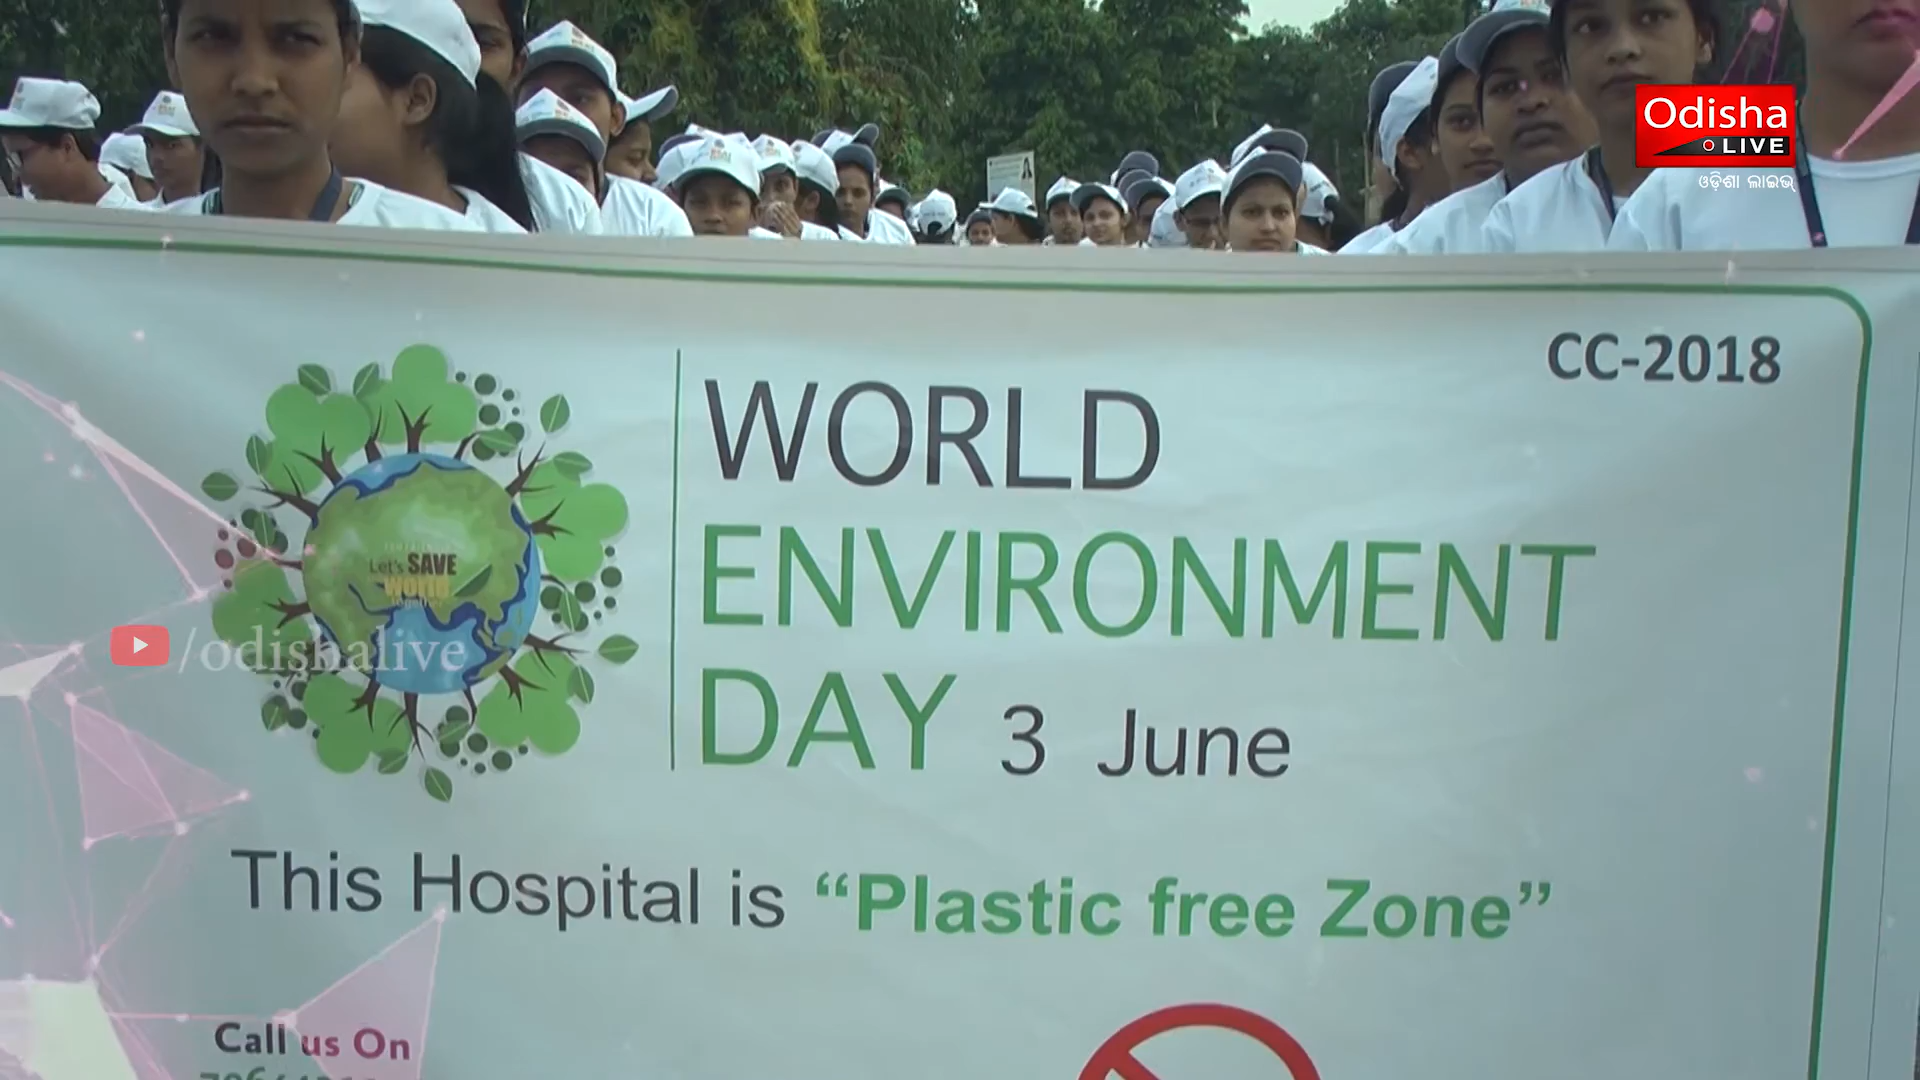 Odisha
LIVE
ଓଡ଼ିଶା ଲାଇଭ୍
CC-2018
WORLD
ENVIRONMENT
DAY 3 June
Let's SAVE
WORLD
together
/odishalive
This Hospital is “Plastic free Zone”
Call us On